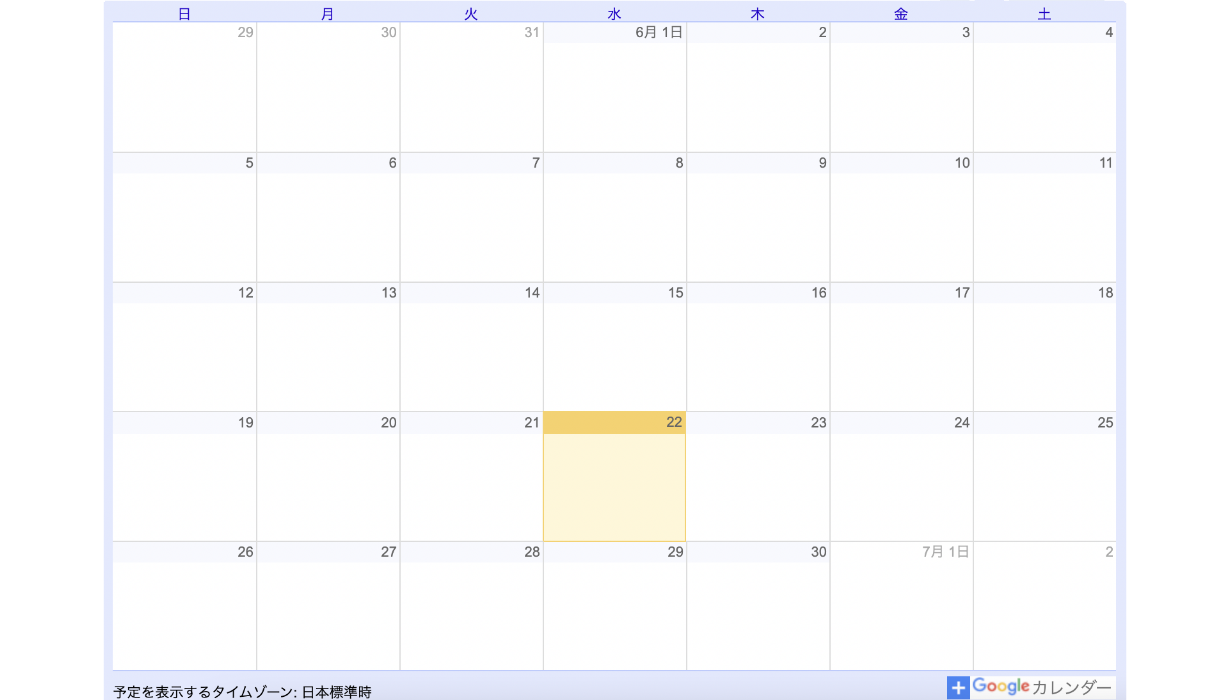 日 月 火 水 木 金 土
29 30 31 6月 1日 2 3 4
5 6 7 8 9 10 11
12 13 14 15 16 17 18
19 20 21 22 23 24 25
26 27 28 29 30 7月 1日 2
予定を表示するタイムゾーン: 日本標準時 + Google カレンダー